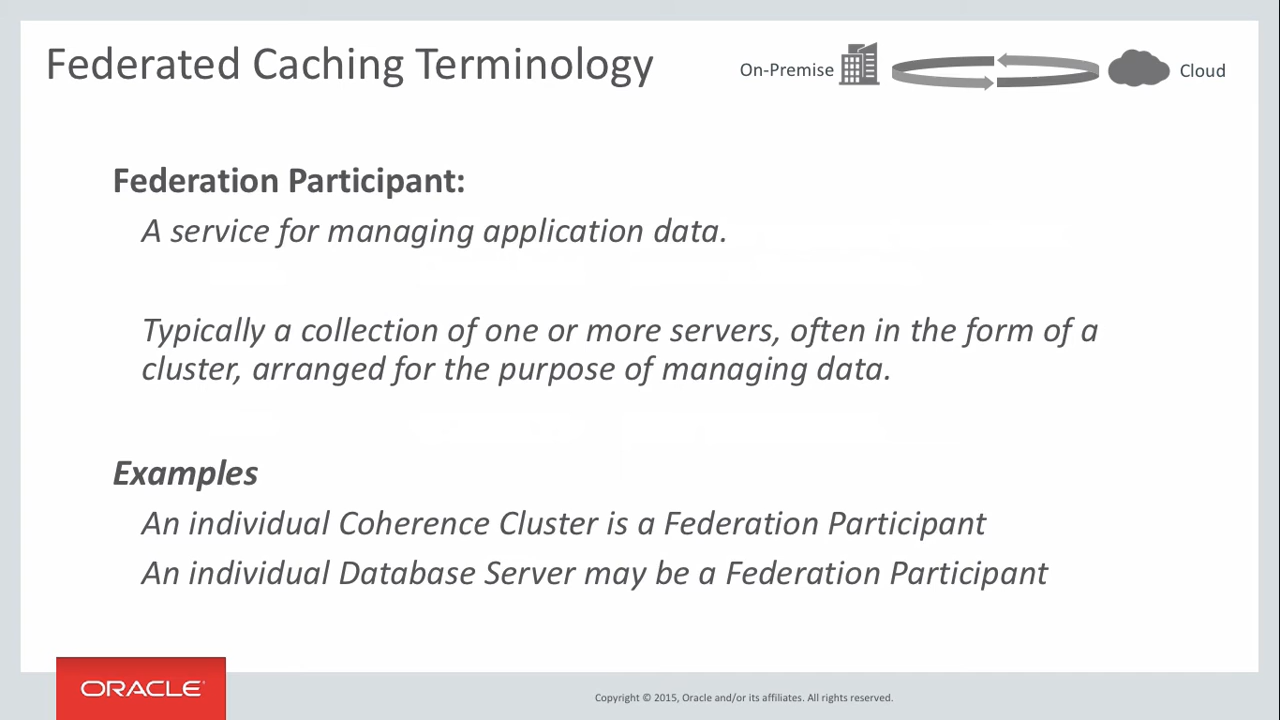 Federated Caching Terminology
On-Premise
Cloud
Federation Participant:
A service for managing application data.
Typically a collection of one or more servers, often in the form of a
cluster, arranged for the purpose of managing data.
Examples
An individual Coherence Cluster is a Federation Participant
An individual Database Server may be a Federation Participant
ORACLE
Copyright © 2015, Oracle and/or its affiliates. All rights reserved.